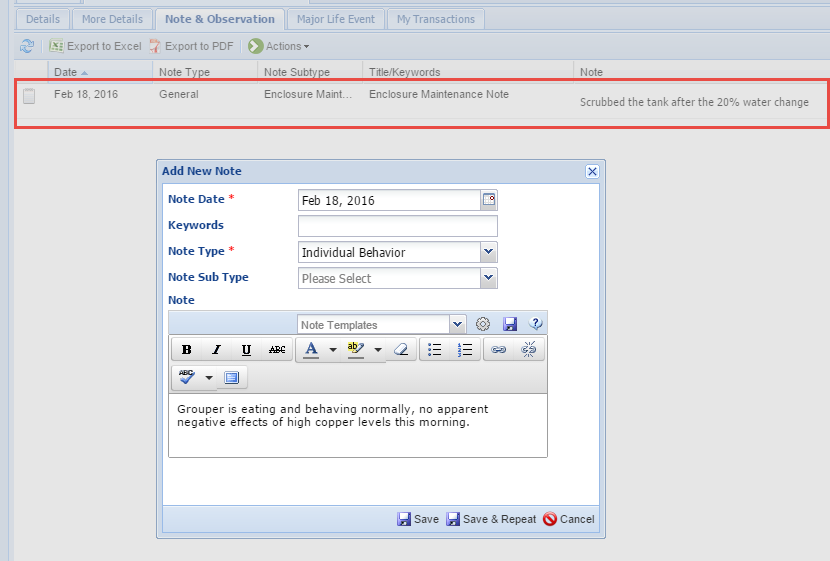 Details More Details Note & Observation Major Life Event My Transactions
Export to Excel Export to PDF Actions
Date Note Type Note Subtype Title/Keywords Note
Feb 18, 2016 General Enclosure Maint... Enclosure Maintenance Note Scrubbed the tank after the 20% water change
Add New Note
Note Date * Feb 18, 2016
Keywords
Note Type * Individual Behavior
Note Sub Type Please Select
Note
Note Templates
B I U ABC A ab
ABC
Grouper is eating and behaving normally, no apparent
negative effects of high copper levels this morning.
Save Save & Repeat Cancel